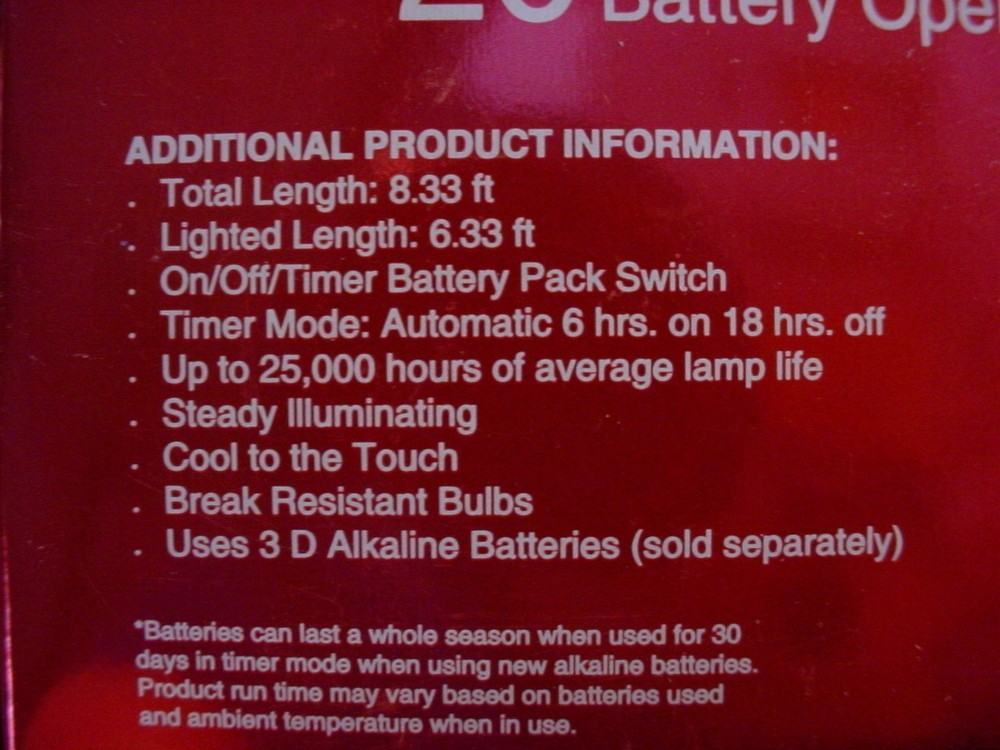 20 Battery Ope
ADDITIONAL PRODUCT INFORMATION:
. Total Length: 8.33 ft
. Lighted Length: 6.33 ft
. On/Off/Timer Battery Pack Switch
. Timer Mode: Automatic 6 hrs. on 18 hrs. off
. Up to 25,000 hours of average lamp life
. Steady Illuminating
. Cool to the Touch
. Break Resistant Bulbs
. Uses 3 D Alkaline Batteries (sold separately)
*Batteries can last a whole season when used for 30
days in timer mode when using new alkaline batteries.
Product run time may vary based on batteries used
and ambient temperature when in use.